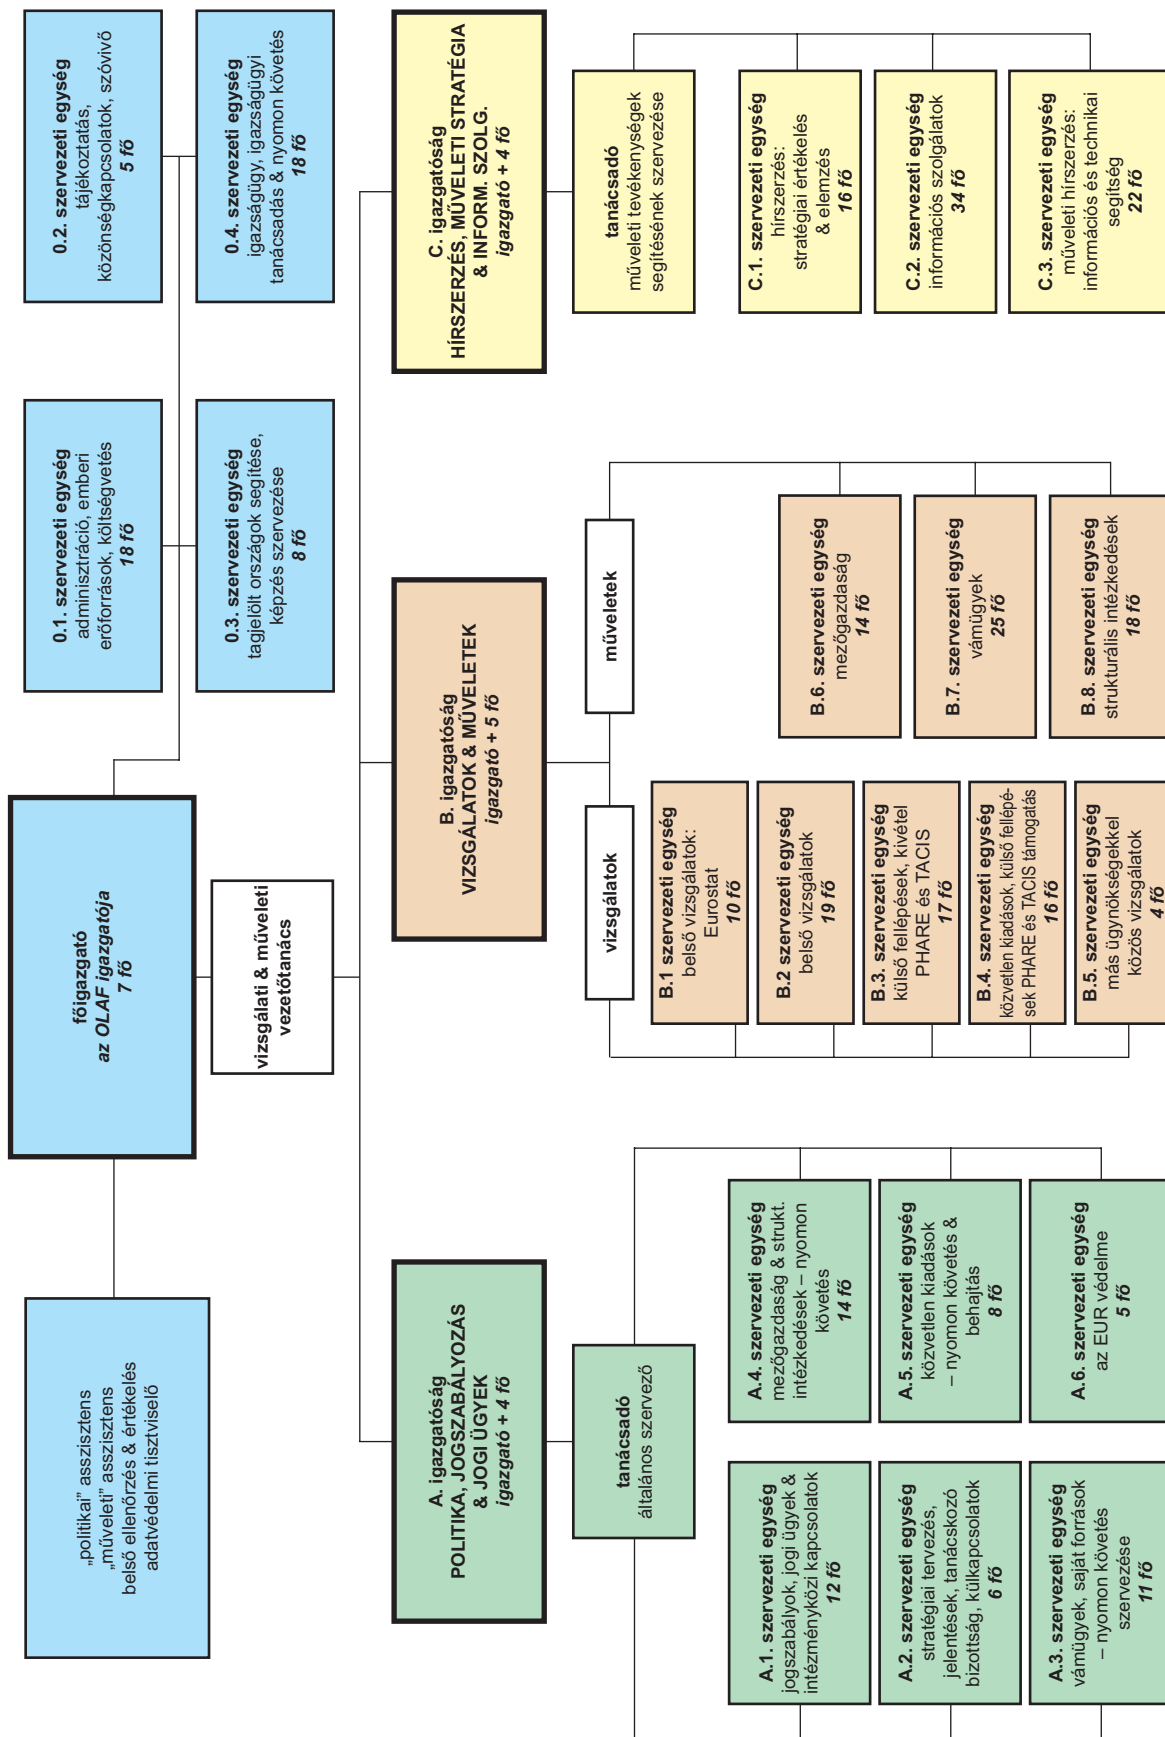 „politikai” asszisztens
„műveleti” asszisztens
belső ellenőrzés & értékelés
adatvédelmi tisztviselő
főigazgató
az OLAF igazgatója
7 fő
0.1. szervezeti egység
adminisztráció, emberi
erőforrások, költségvetés
18 fő
0.2. szervezeti egység
tájékoztatás,
közönségkapcsolatok, szóvivő
5 fő
0.3. szervezeti egység
tagjelölt országok segítése,
képzés szervezése
8 fő
0.4. szervezeti egység
igazságügy, igazságügyi
tanácsadás & nyomon követés
18 fő
vizsgálati & műveleti
vezetőtanács
A. igazgatóság
POLITIKA, JOGSZABÁLYOZÁS
& JOGI ÜGYEK
igazgató + 4 fő
B. igazgatóság
VIZSGÁLATOK & MŰVELETEK
igazgató + 5 fő
C. igazgatóság
HÍRSZERZÉS, MŰVELETI STRATÉGIA
& INFORM. SZOLG.
igazgató + 4 fő
tanácsadó
általános szervező
A.1. szervezeti egység
jogszabályok, jogi ügyek &
intézményközi kapcsolatok
12 fő
A.2. szervezeti egység
stratégiai tervezés,
jelentések, tanácskozó
bizottság, külkapcsolatok
6 fő
A.3. szervezeti egység
vámügyek, saját források
– nyomon követés
szervezése
11 fő
A.4. szervezeti egység
mezőgazdaság & strukt.
intézkedések – nyomon
követés
14 fő
A.5. szervezeti egység
közvetlen kiadások
– nyomon követés &
behajtás
8 fő
A.6. szervezeti egység
az EUR védelme
5 fő
vizsgálatok
B.1 szervezeti egység
belső vizsgálatok:
Eurostat
10 fő
B.2 szervezeti egység
belső vizsgálatok
19 fő
B.3. szervezeti egység
külső fellépések, kivétel
PHARE és TACIS
17 fő
B.4. szervezeti egység
közvetlen kiadások, külső fellépé-
sek PHARE és TACIS támogatás
16 fő
B.5. szervezeti egység
más ügynökségekkel
közös vizsgálatok
4 fő
műveletek
B.6. szervezeti egység
mezőgazdaság
14 fő
B.7. szervezeti egység
vámügyek
25 fő
B.8. szervezeti egység
strukturális intézkedések
18 fő
tanácsadó
műveleti tevékenységek
segítésének szervezése
C.1. szervezeti egység
hírszerzés:
stratégiai értékelés
& elemzés
16 fő
C.2. szervezeti egység
információs szolgálatok
34 fő
C.3. szervezeti egység
műveleti hírszerzés:
információs és technikai
segítség
22 fő